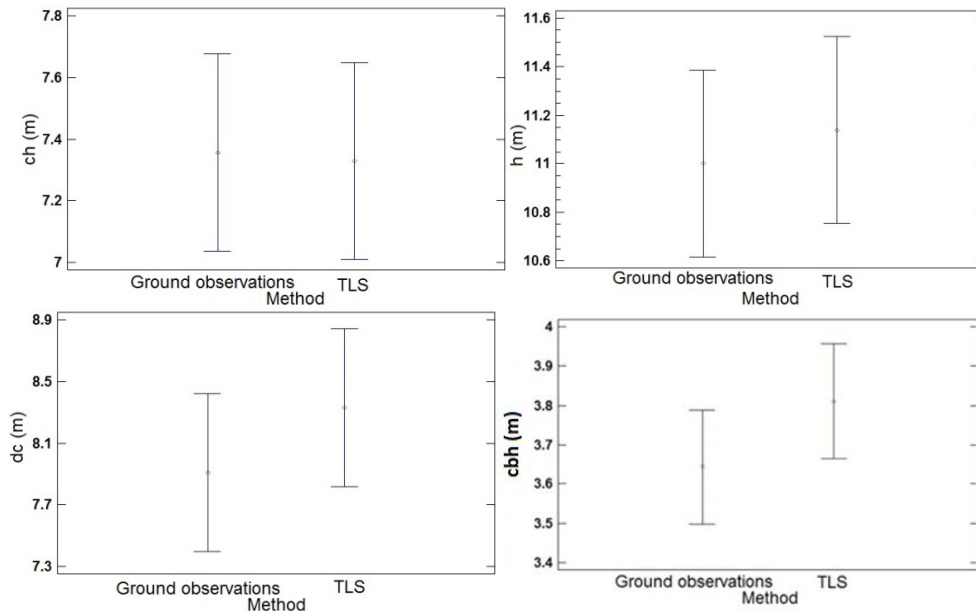 7.8
7.6
7.4
7.2
7
ch (m)
Ground observations TLS
Method
11.6
11.4
11.2
11
10.8
10.6
h (m)
Ground observations TLS
Method
8.9
8.5
8.1
7.7
7.3
dc (m)
Ground observations TLS
Method
4
3.9
3.8
3.7
3.6
3.5
3.4
cbh (m)
Ground observations TLS
Method